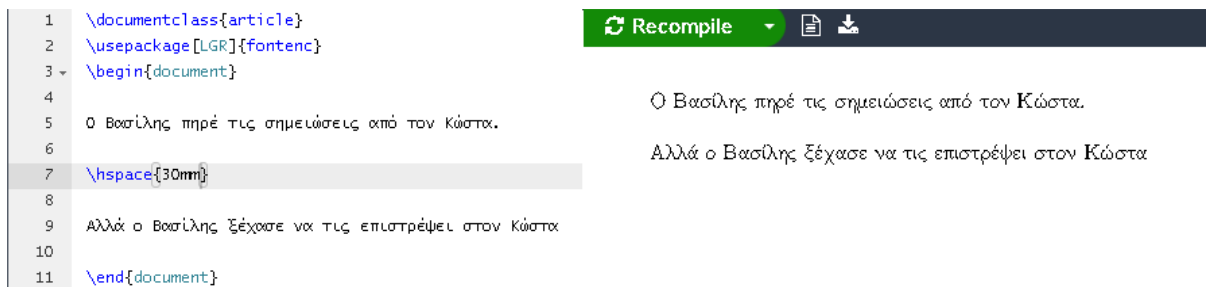 1 \documentclass{article}
2 \usepackage[LGR]{fontenc}
3 \begin{document}
4
5 Ο Βασίλης πηρέ τις σημειώσεις από τον Κώστα.
6
7 \hspace{30mm}
8
9 Αλλά ο Βασίλης ξέχασε να τις επιστρέψει στον Κώστα
10
11 \end{document}
Recompile
Ο Βασίλης πηρέ τις σημειώσεις από τον Κώστα.
Αλλά ο Βασίλης ξέχασε να τις επιστρέψει στον Κώστα